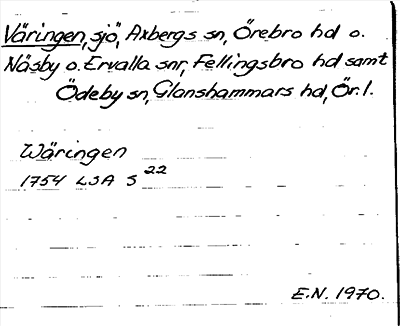 Väringen, sjö, Axbergs sn, Örebro hd o.
Näsby o. Ervalla snr, Fellingsbro hd samt
Ödeby sn, Glanshammars hd, Ör. l.
Wäringen
1754 LSA S 22
E.N. 1970.